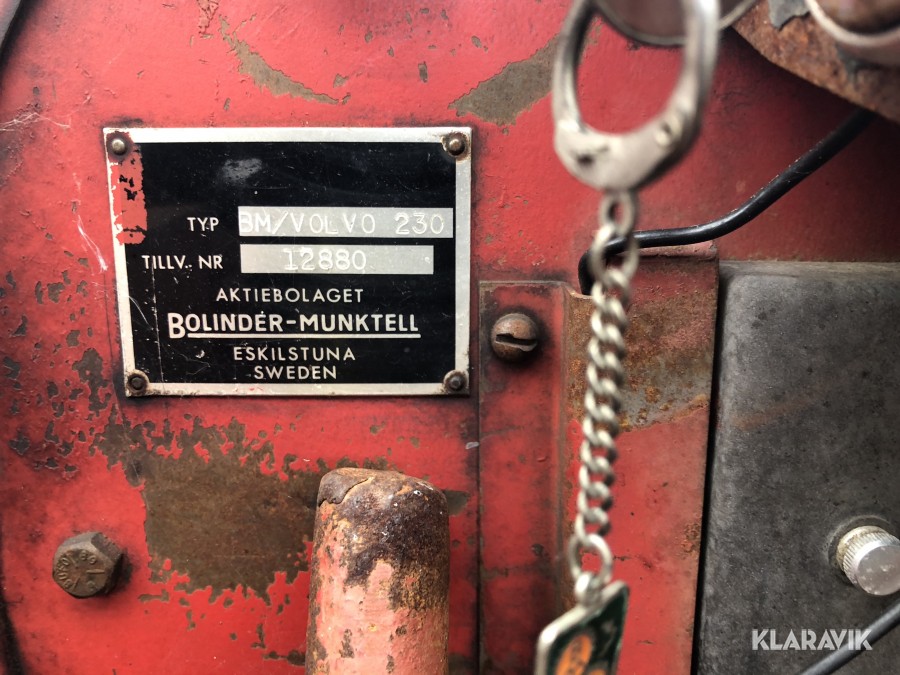 TYP BM/VOLVO 230
TILLV. NR 12880
AKTIEBOLAGET
BOLINDER-MUNKTELL
ESKILSTUNA
SWEDEN
KLARAVIK